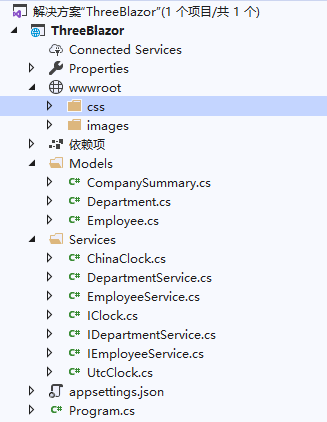 解决方案"ThreeBlazor"(1 个项目/共 1 个)
ThreeBlazor
Connected Services
Properties
wwwroot
css
images
依赖项
Models
C# CompanySummary.cs
C# Department.cs
C# Employee.cs
Services
C# ChinaClock.cs
C# DepartmentService.cs
C# EmployeeService.cs
C# IClock.cs
C# IDepartmentService.cs
C# IEmployeeService.cs
C# UtcClock.cs
appsettings.json
C# Program.cs